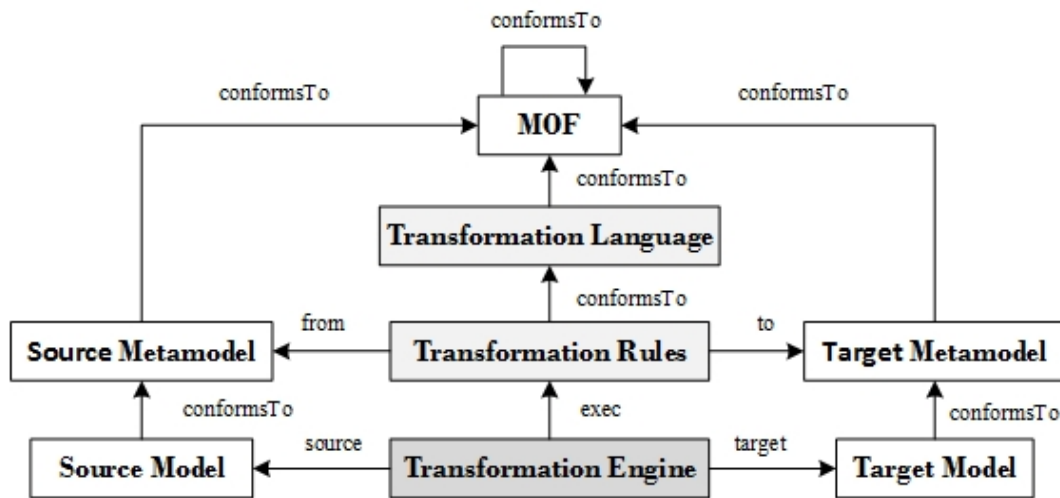 conformsTo
conformsTo
conformsTo
MOF
conformsTo
Transformation Language
conformsTo
from
to
Source Metamodel
Transformation Rules
Target Metamodel
conformsTo
exec
conformsTo
source
target
Source Model
Transformation Engine
Target Model